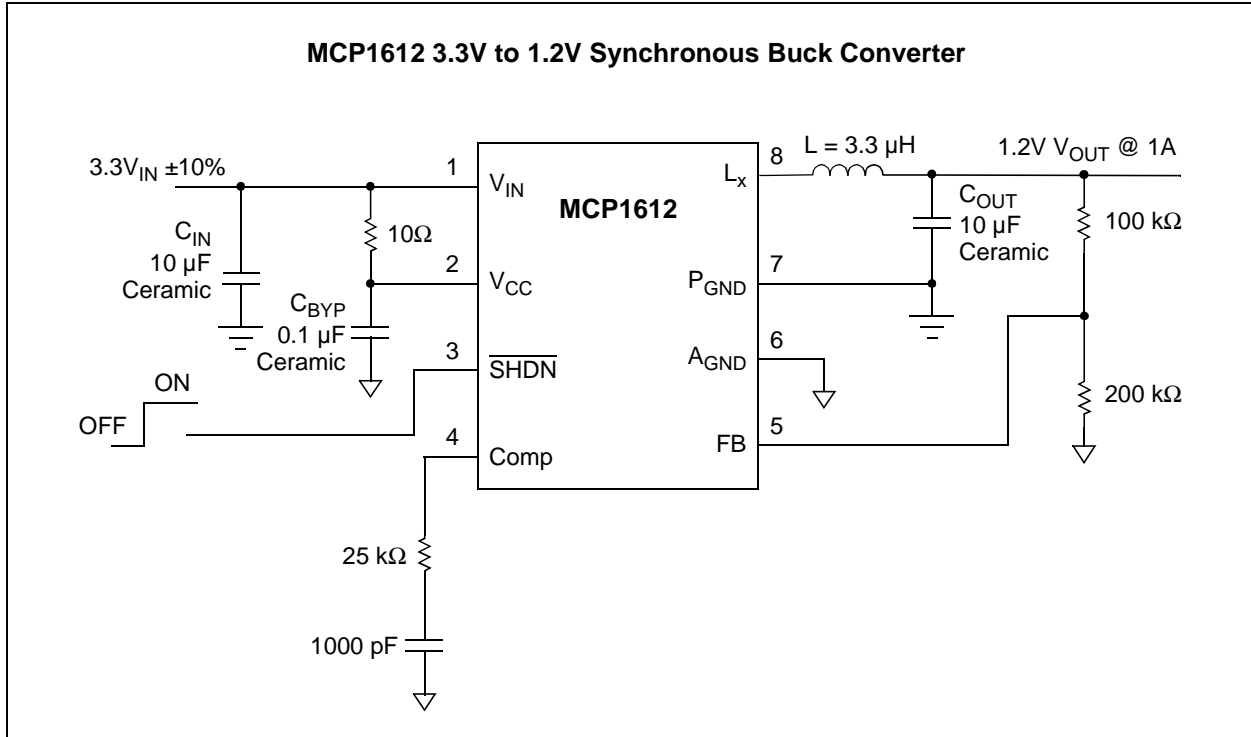 MCP1612 3.3V to 1.2V Synchronous Buck Converter
3.3VIN ±10%
1
VIN
8
Lx
L = 3.3 µH
1.2V VOUT @ 1A
MCP1612
CIN
10 µF
Ceramic
10Ω
COUT
10 µF
Ceramic
100 kΩ
2
VCC
7
PGND
CBYP
0.1 µF
Ceramic
3
SHDN
6
AGND
ON
OFF
200 kΩ
4
Comp
5
FB
25 kΩ
1000 pF